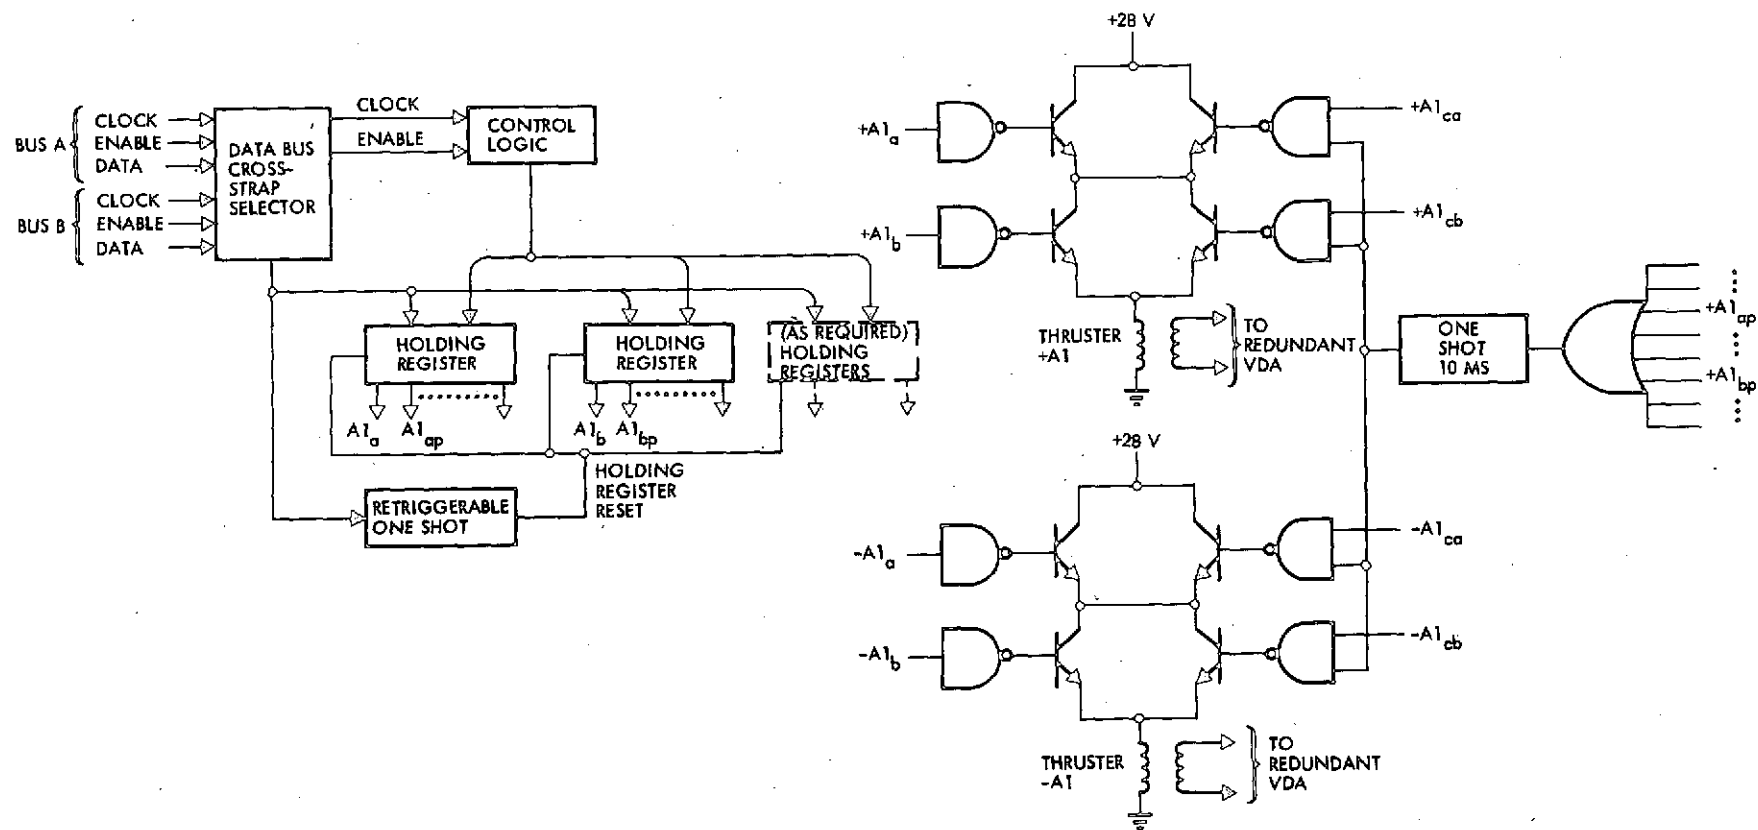 BUS A
CLOCK
ENABLE
DATA
BUS B
CLOCK
ENABLE
DATA
DATA BUS
CROSS-
STRAP
SELECTOR
CLOCK
ENABLE
CONTROL
LOGIC
HOLDING
REGISTER
HOLDING
REGISTER
(AS REQUIRED)
HOLDING
REGISTERS
A1a
A1ap
A1b
A1bp
HOLDING
REGISTER
RESET
RETRIGGERABLE
ONE SHOT
+28 V
+A1a
+A1ca
+A1b
+A1cb
THRUSTER
+A1
TO
REDUNDANT
VDA
ONE
SHOT
10 MS
+A1ap
+A1bp
+28 V
-A1a
-A1ca
-A1b
-A1cb
THRUSTER
-A1
TO
REDUNDANT
VDA